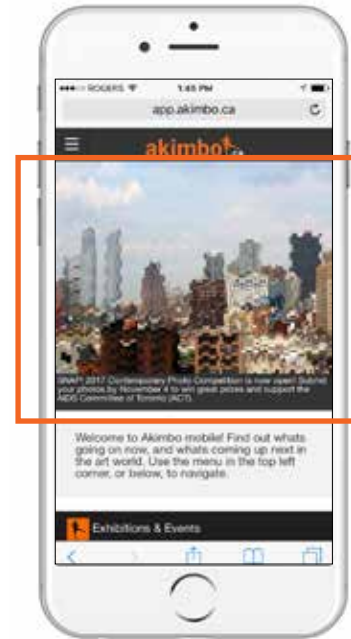 ROGERS 1:45 PM
app.akimbo.ca
akimbo.ca
SNAP! 2017 Contemporary Photo Competition is now open! Submit
your photos by November 4 to win great prizes and support the
AIDS Committee of Toronto (ACT).
Welcome to Akimbo mobile! Find out whats
going on now, and whats coming up next in
the art world. Use the menu in the top left
corner, or below, to navigate.
Exhibitions & Events